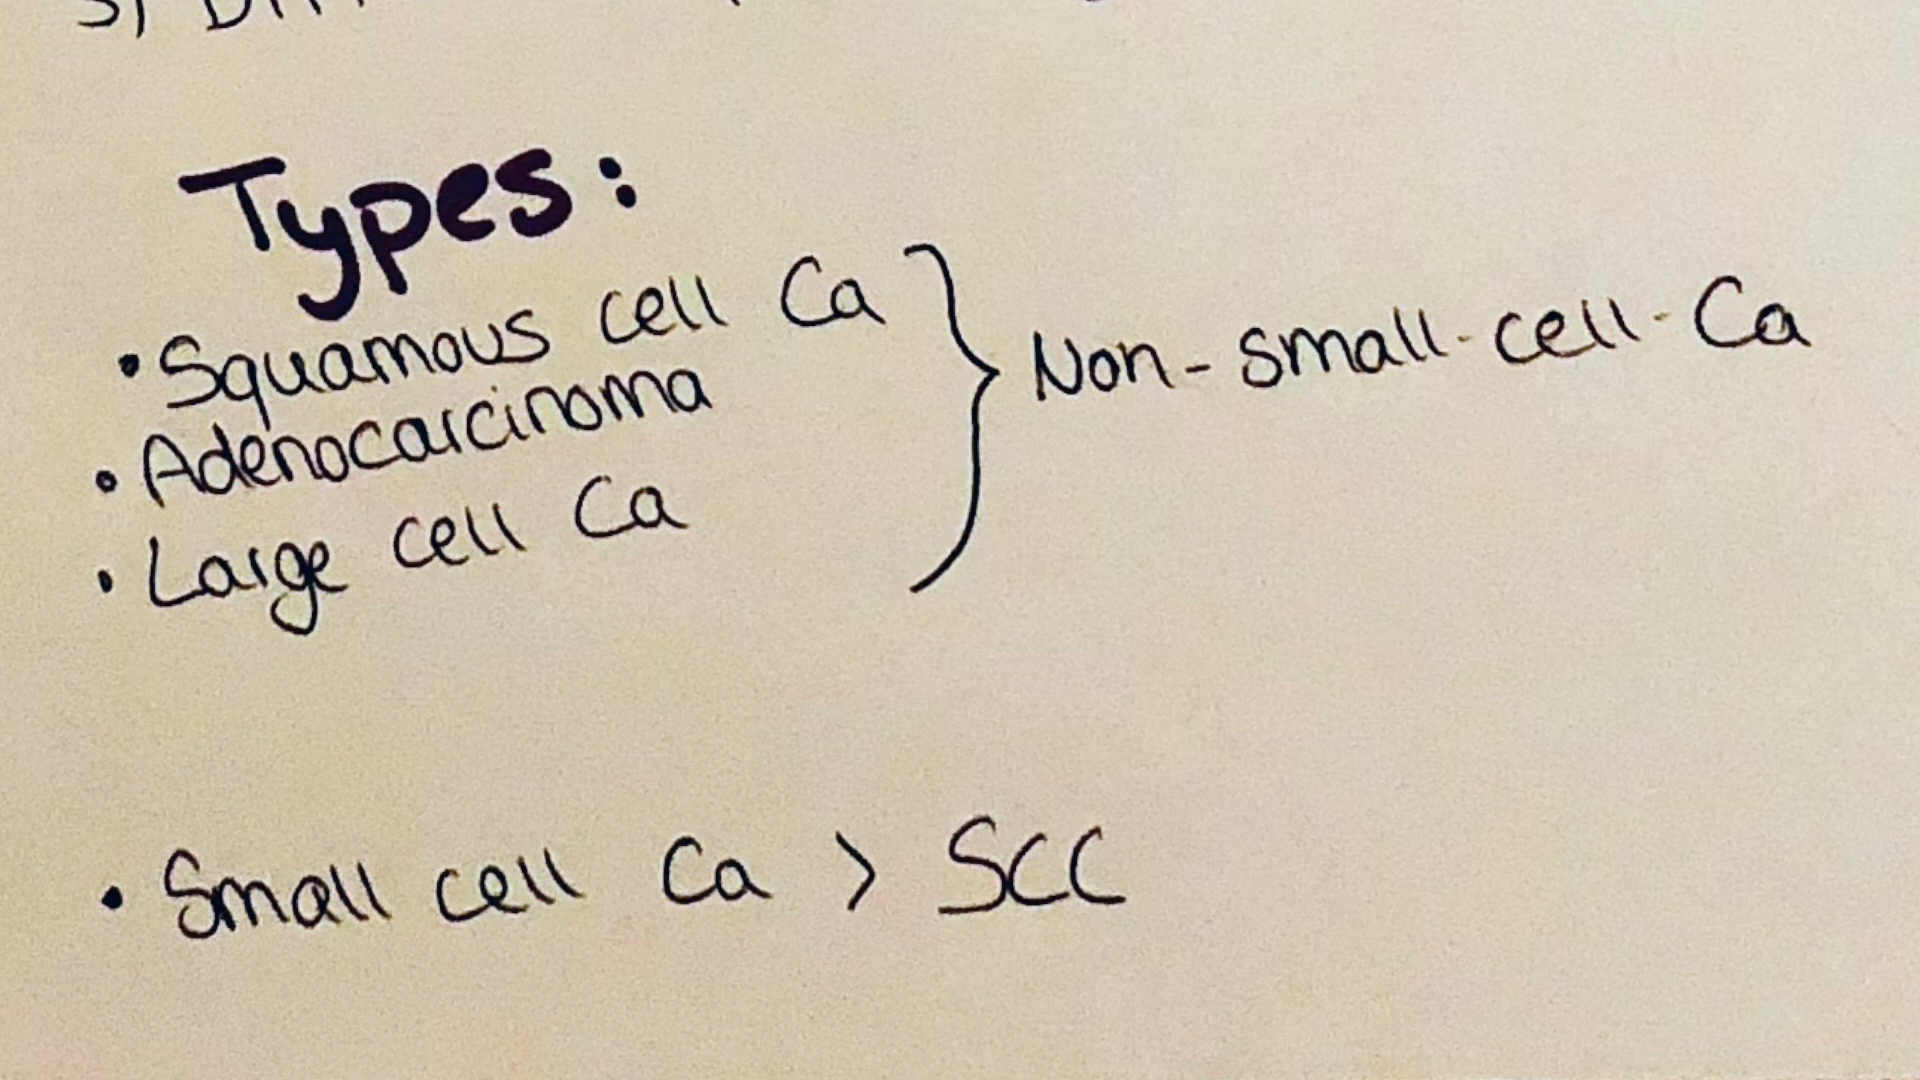 Types:
• Squamous cell Ca } Non-small-cell-Ca
• Adenocarcinoma
• Large cell Ca
• Small cell Ca > SCC